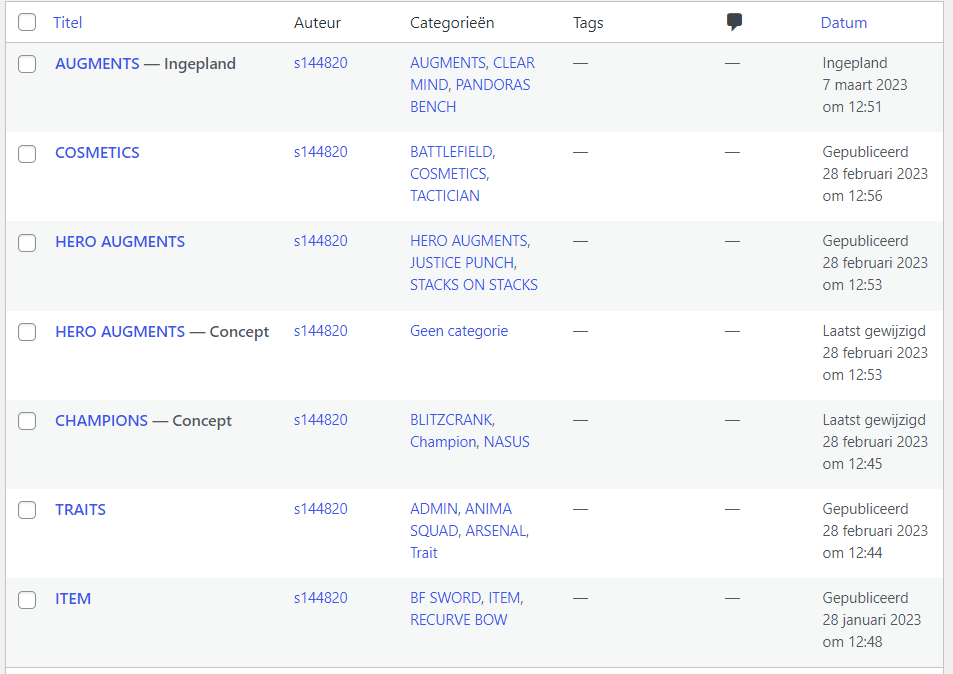 Titel Auteur Categorieën Tags Datum
AUGMENTS — Ingepland s144820 AUGMENTS, CLEAR — — Ingepland
MIND, PANDORAS 7 maart 2023
BENCH om 12:51
COSMETICS s144820 BATTLEFIELD, — — Gepubliceerd
COSMETICS, 28 februari 2023
TACTICIAN om 12:56
HERO AUGMENTS s144820 HERO AUGMENTS, — — Gepubliceerd
JUSTICE PUNCH, 28 februari 2023
STACKS ON STACKS om 12:53
HERO AUGMENTS — Concept s144820 Geen categorie — — Laatst gewijzigd
28 februari 2023
om 12:53
CHAMPIONS — Concept s144820 BLITZCRANK, — — Laatst gewijzigd
Champion, NASUS 28 februari 2023
om 12:45
TRAITS s144820 ADMIN, ANIMA — — Gepubliceerd
SQUAD, ARSENAL, 28 februari 2023
Trait om 12:44
ITEM s144820 BF SWORD, ITEM, — — Gepubliceerd
RECURVE BOW 28 januari 2023
om 12:48